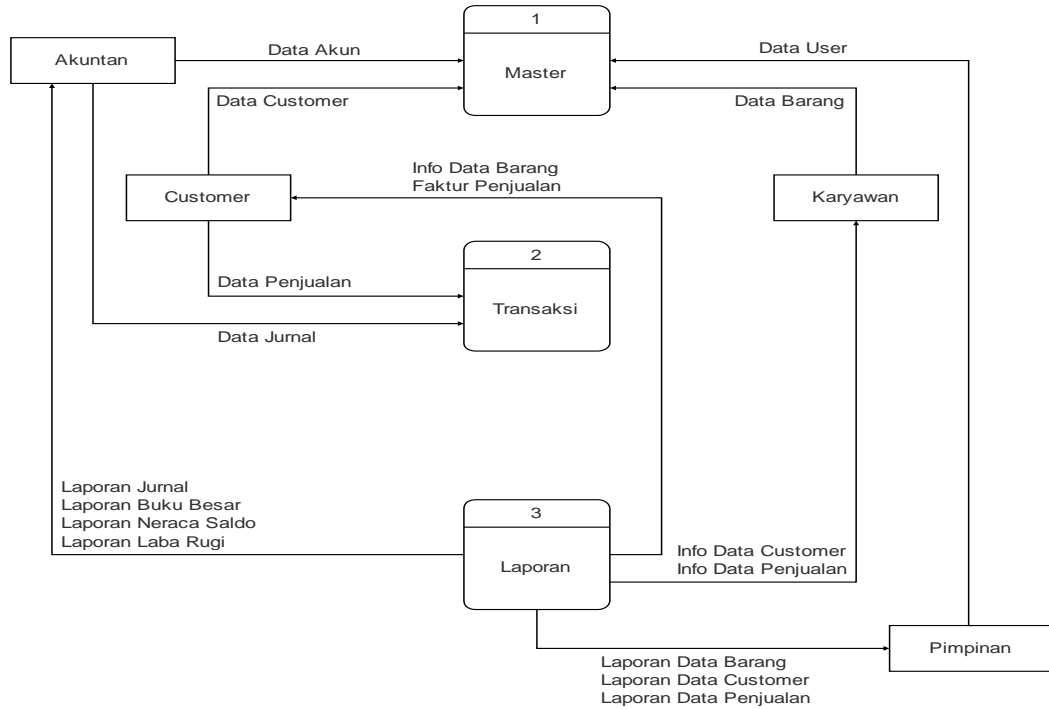 1
Master
Akuntan
Data Akun
Data User
Data Customer
Data Barang
Info Data Barang
Faktur Penjualan
Customer
Karyawan
2
Transaksi
Data Penjualan
Data Jurnal
Laporan Jurnal
Laporan Buku Besar
Laporan Neraca Saldo
Laporan Laba Rugi
3
Laporan
Info Data Customer
Info Data Penjualan
Pimpinan
Laporan Data Barang
Laporan Data Customer
Laporan Data Penjualan